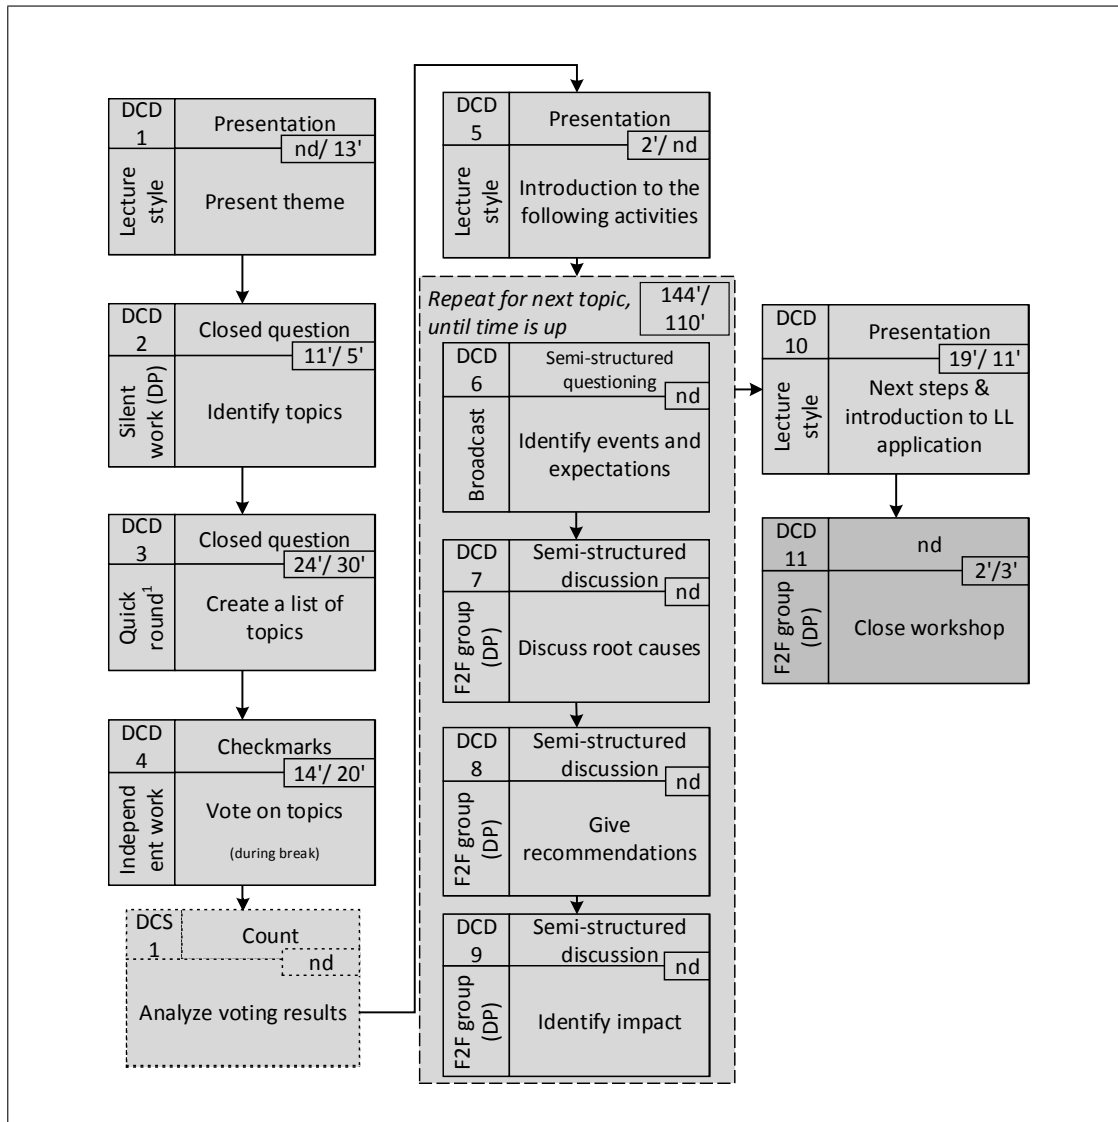 DCD
1
Presentation
nd/ 13'
Lecture
style
Present theme
DCD
2
Closed question
11'/ 5'
Silent
work (DP)
Identify topics
DCD
3
Closed question
24'/ 30'
Quick
round1
Create a list of
topics
DCD
4
Checkmarks
14'/ 20'
Independ
ent work
Vote on topics
(during break)
DCS
1
Count
nd
Analyze voting results
DCD
5
Presentation
2'/ nd
Lecture
style
Introduction to the
following activities
Repeat for next topic,
until time is up
144'/
110'
DCD
6
Semi-structured
questioning
nd
Broadcast
Identify events and
expectations
DCD
7
Semi-structured
discussion
nd
F2F group
(DP)
Discuss root causes
DCD
8
Semi-structured
discussion
nd
F2F group
(DP)
Give
recommendations
DCD
9
Semi-structured
discussion
nd
F2F group
(DP)
Identify impact
DCD
10
Presentation
19'/ 11'
Lecture
style
Next steps &
introduction to LL
application
DCD
11
nd
2'/3'
F2F group
(DP)
Close workshop